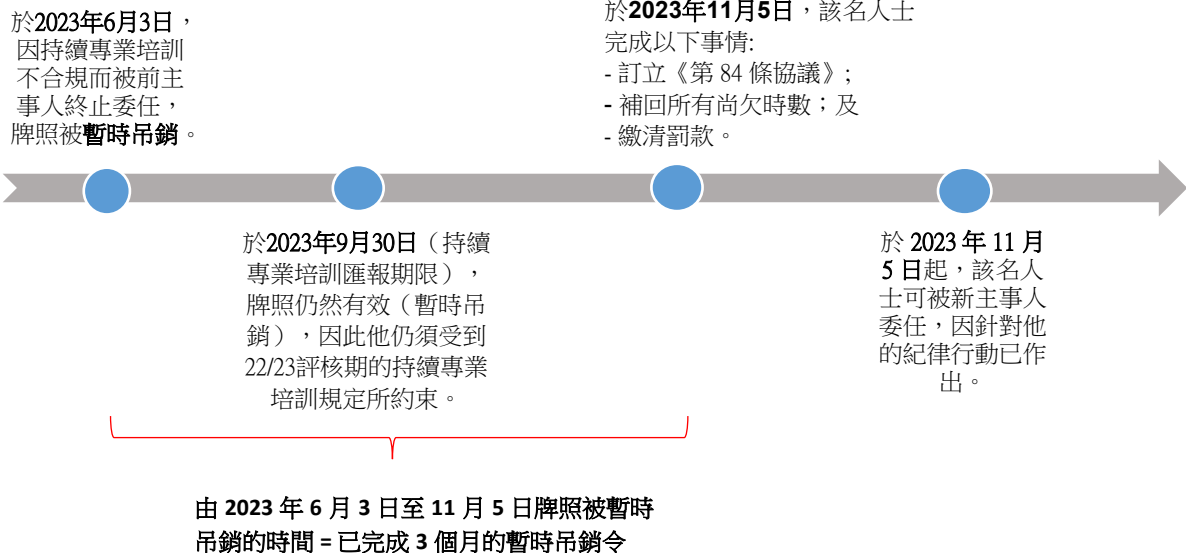 於2023年6月3日，
因持續專業培訓
不合規而被前主
事人終止委任，
牌照被暫時吊銷。
於2023年9月30日（持續
專業培訓匯報期限），
牌照仍然有效（暫時吊
銷），因此他仍須受到
22/23評核期的持續專業
培訓規定所約束。
於2023年11月5日，該名人士
完成以下事情:
- 訂立《第 84 條協議》;
- 補回所有尚欠時數；及
- 繳清罰款。
於 2023 年 11 月
5 日起，該名人
士可被新主事人
委任，因針對他
的紀律行動已作
出。
由 2023 年 6 月 3 日至 11 月 5 日牌照被暫時
吊銷的時間 = 已完成 3 個月的暫時吊銷令